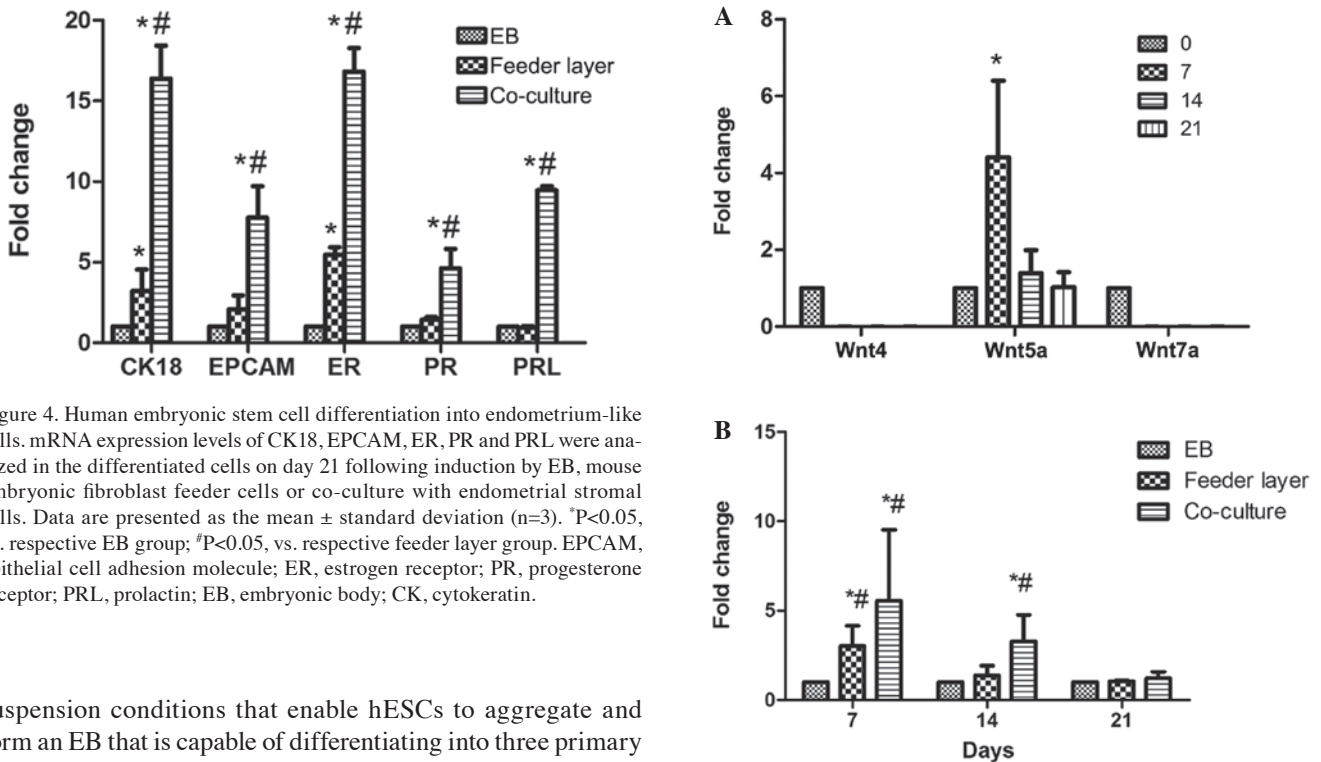 20
15
10
5
0
Fold change
*#
*
*#
*
*#
*#
*#
EB
Feeder layer
Co-culture
CK18 EPCAM ER PR PRL
gure 4. Human embryonic stem cell differentiation into endometrium-like
lls. mRNA expression levels of CK18, EPCAM, ER, PR and PRL were ana-
zed in the differentiated cells on day 21 following induction by EB, mouse
mbryonic fibroblast feeder cells or co-culture with endometrial stromal
lls. Data are presented as the mean ± standard deviation (n=3). *P<0.05,
. respective EB group; #P<0.05, vs. respective feeder layer group. EPCAM,
pithelial cell adhesion molecule; ER, estrogen receptor; PR, progesterone
ceptor; PRL, prolactin; EB, embryonic body; CK, cytokeratin.
uspension conditions that enable hESCs to aggregate and
orm an EB that is capable of differentiating into three primary
A
8
6
4
2
0
Fold change
*
0
7
14
21
Wnt4 Wnt5a Wnt7a
B
15
10
5
0
Fold change
*#
*#
*#
EB
Feeder layer
Co-culture
7 14 21
Days